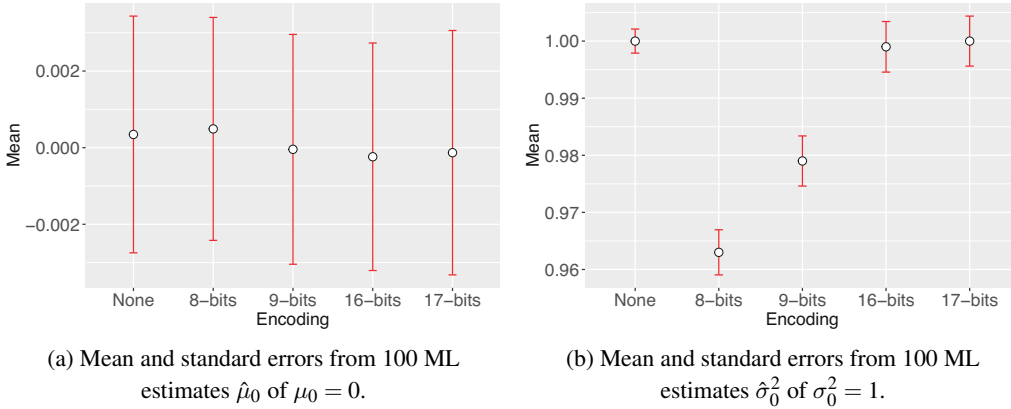 Mean
0.002
0.000
−0.002
None 8−bits 9−bits 16−bits 17−bits
Encoding
(a) Mean and standard errors from 100 ML
estimates μ̂₀ of μ₀ = 0.
Mean
1.00
0.99
0.98
0.97
0.96
None 8−bits 9−bits 16−bits 17−bits
Encoding
(b) Mean and standard errors from 100 ML
estimates σ̂₀² of σ₀² = 1.